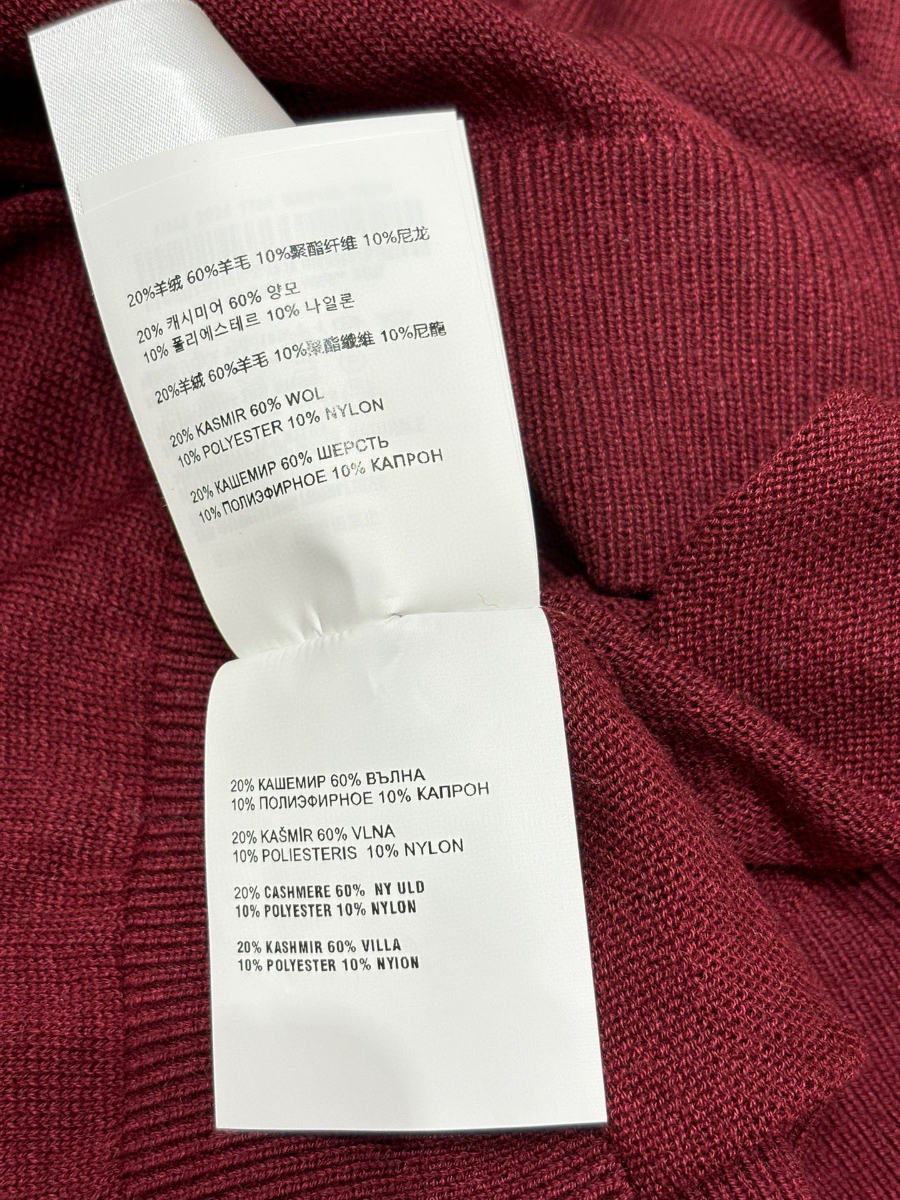 20%羊绒 60%羊毛 10%聚酯纤维 10%尼龙
20% 캐시미어 60% 양모
10% 폴리에스테르 10% 나일론
20%羊絨 60%羊毛 10%聚酯纖維 10%尼龍
20% KASMIR 60% WOL
10% POLYESTER 10% NYLON
20% КАШЕМИР 60% ШЕРСТЬ
10% ПОЛИЭФИРНОЕ 10% КАПРОН
20% КАШЕМИР 60% ВЪЛНА
10% ПОЛИЭФИРНОЕ 10% КАПРОН
20% KAŠMÍR 60% VLNA
10% POLIESTERIS 10% NYLON
20% CASHMERE 60% NY ULD
10% POLYESTER 10% NYLON
20% KASHMIR 60% VILLA
10% POLYESTER 10% NYION